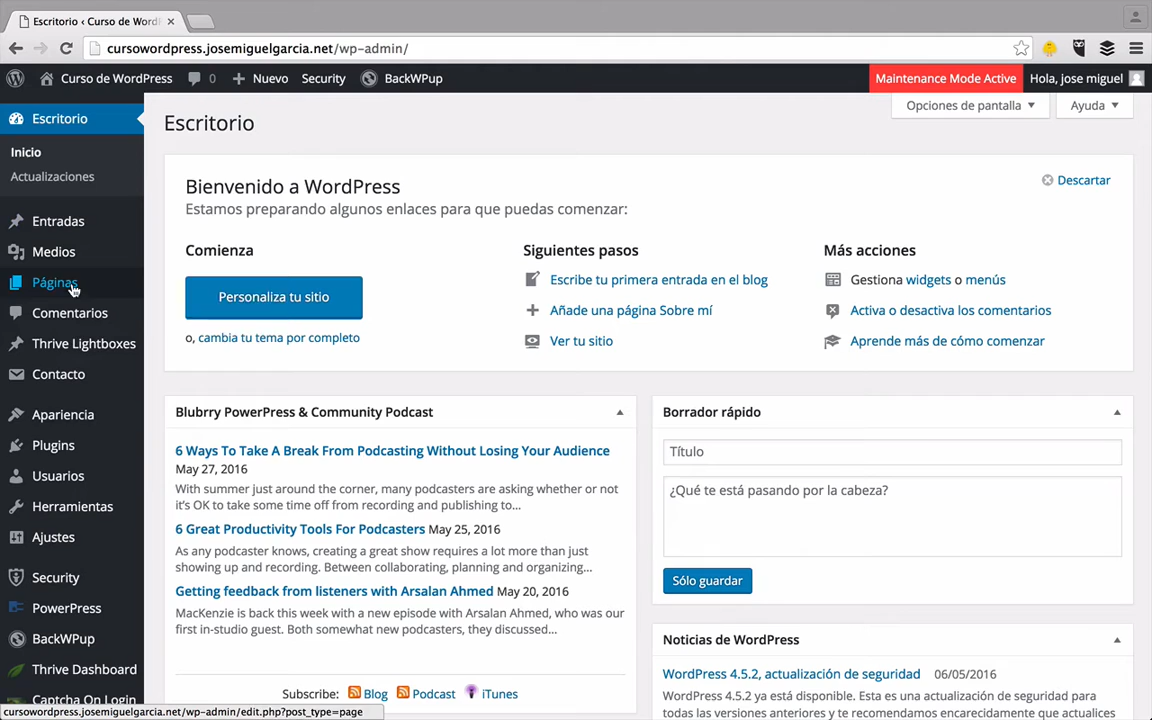 Escritorio ‹ Curso de Word
cursowordpress.josemiguelgarcia.net/wp-admin/
Curso de WordPress 0 Nuevo Security BackWPup Maintenance Mode Active Hola, jose miguel
Opciones de pantalla Ayuda
Escritorio
Inicio
Actualizaciones
Entradas
Medios
Páginas
Comentarios
Thrive Lightboxes
Contacto
Apariencia
Plugins
Usuarios
Herramientas
Ajustes
Security
PowerPress
BackWPup
Thrive Dashboard
Captcha On Login
Escritorio
Bienvenido a WordPress
Descartar
Estamos preparando algunos enlaces para que puedas comenzar:
Comienza
Personaliza tu sitio
o, cambia tu tema por completo
Siguientes pasos
Escribe tu primera entrada en el blog
Añade una página Sobre mí
Ver tu sitio
Más acciones
Gestiona widgets o menús
Activa o desactiva los comentarios
Aprende más de cómo comenzar
Blubrry PowerPress & Community Podcast
6 Ways To Take A Break From Podcasting Without Losing Your Audience
May 27, 2016
With summer just around the corner, many podcasters are asking whether or not
it's OK to take some time off from recording and publishing to...
6 Great Productivity Tools For Podcasters May 25, 2016
As any podcaster knows, creating a great show requires a lot more than just
showing up and recording. Between collaborating, planning and organizing...
Getting feedback from listeners with Arsalan Ahmed May 20, 2016
MacKenzie is back this week with a new episode with Arsalan Ahmed, who was our
first in-studio guest. Both somewhat new podcasters, they discussed...
Subscribe: Blog Podcast iTunes
Borrador rápido
Título
¿Qué te está pasando por la cabeza?
Sólo guardar
Noticias de WordPress
WordPress 4.5.2, actualización de seguridad 06/05/2016
WordPress 4.5.2 ya está disponible. Esta es una actualización de seguridad para
todas las versiones anteriores y te recomendamos encarecidamente que actualices
cursowordpress.josemiguelgarcia.net/wp-admin/edit.php?post_type=page